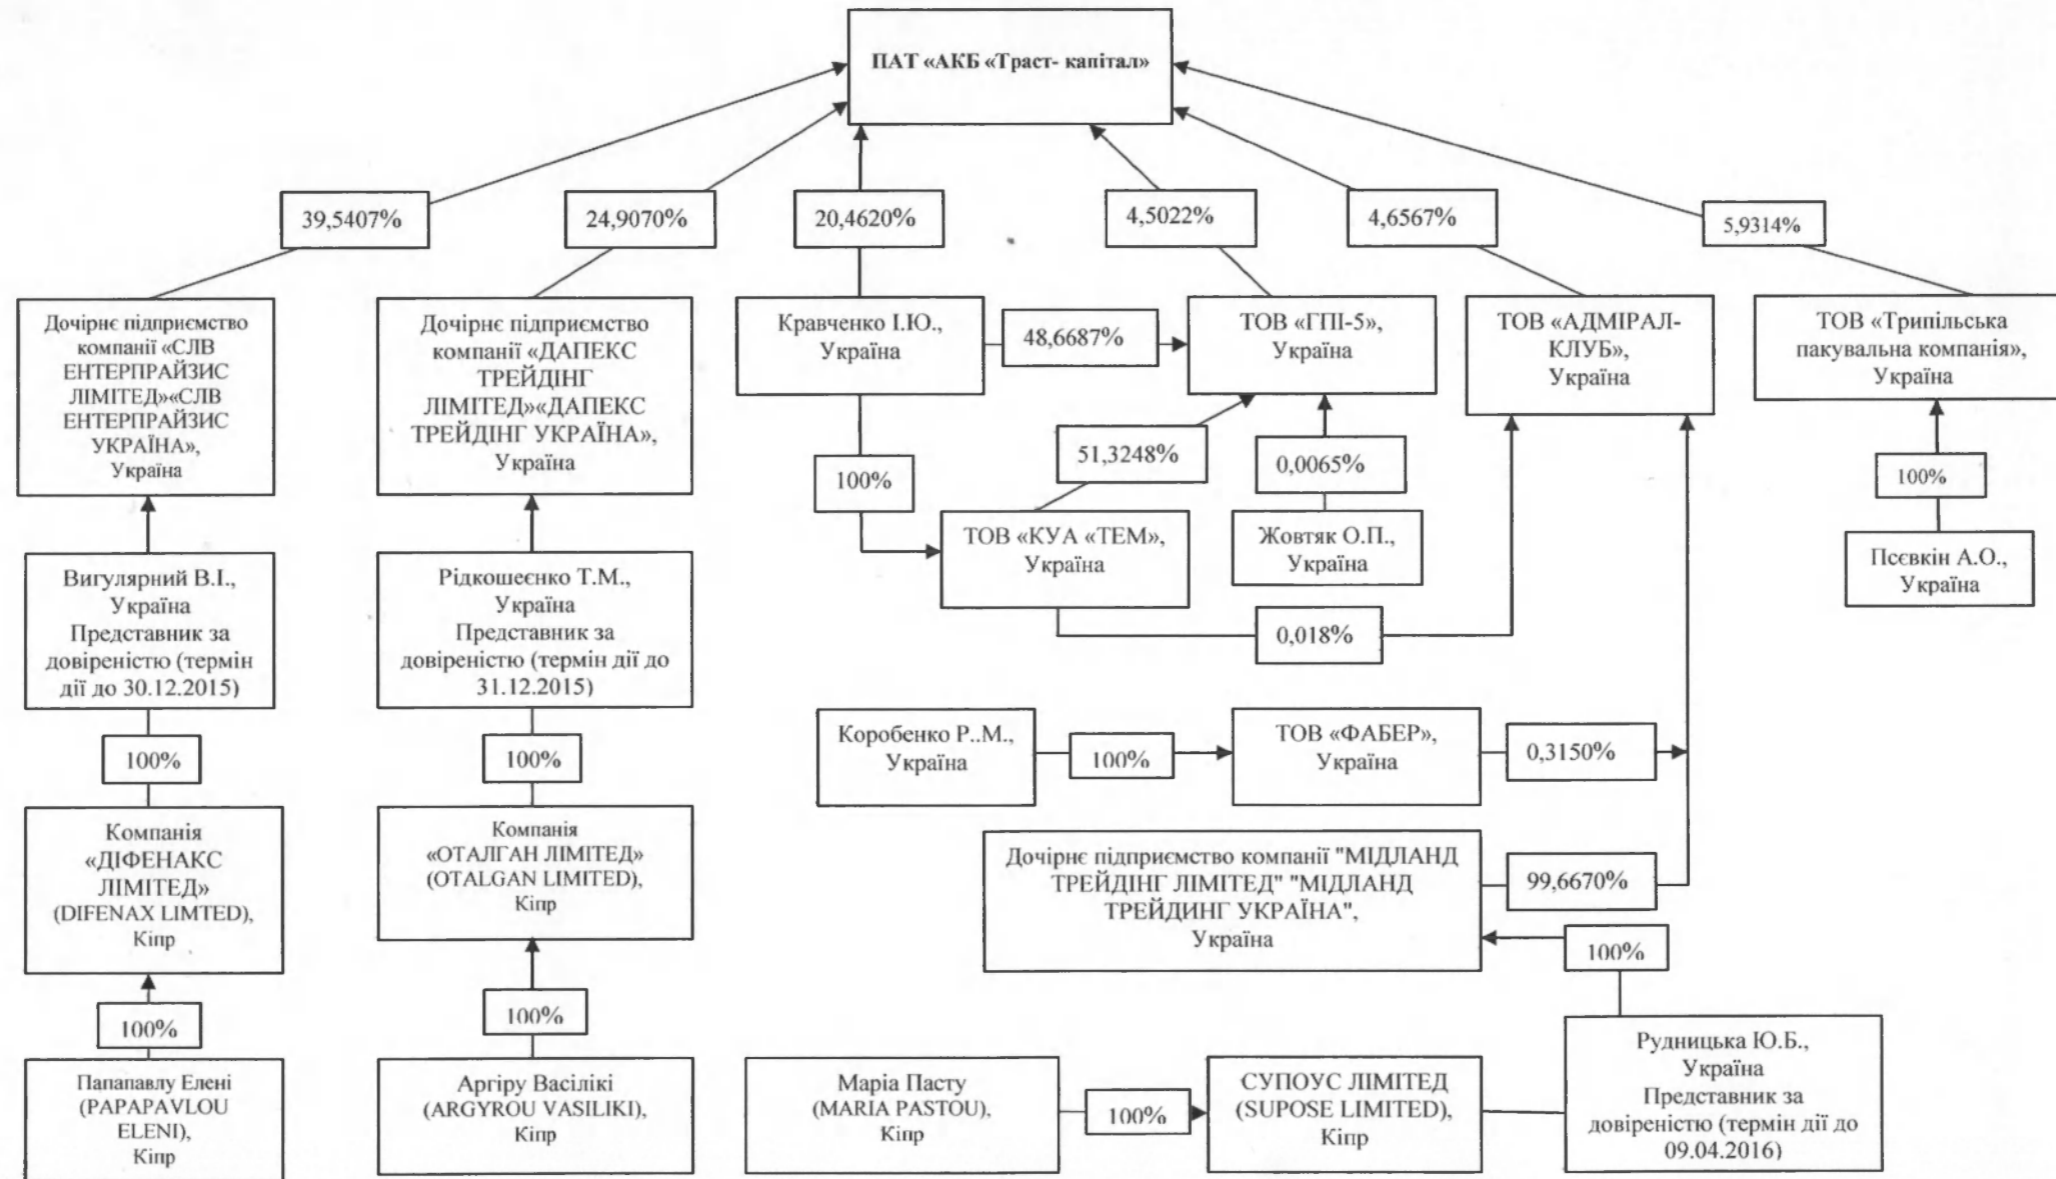 ПАТ «АКБ «Траст- капітал»
39,5407%
24,9070%
20,4620%
4,5022%
4,6567%
5,9314%
Дочірнє підприємство
компанії «СЛВ
ЕНТЕРПРАЙЗИС
ЛІМІТЕД»«СЛВ
ЕНТЕРПРАЙЗИС
УКРАЇНА»,
Україна
Дочірнє підприємство
компанії «ДАПЕКС
ТРЕЙДІНГ
ЛІМІТЕД»«ДАПЕКС
ТРЕЙДІНГ УКРАЇНА»,
Україна
Кравченко І.Ю.,
Україна
48,6687%
ТОВ «ГПІ-5»,
Україна
ТОВ «АДМІРАЛ-
КЛУБ»,
Україна
ТОВ «Трипільська
пакувальна компанія»,
Україна
100%
51,3248%
0,0065%
100%
ТОВ «КУА «ТЕМ»,
Україна
Жовтяк О.П.,
Україна
Пєєвкін А.О.,
Україна
Вигулярний В.І.,
Україна
Представник за
довіреністю (термін
дії до 30.12.2015)
Рідкошеєнко Т.М.,
Україна
Представник за
довіреністю (термін дії до
31.12.2015)
0,018%
100%
100%
Коробенко Р..М.,
Україна
100%
ТОВ «ФАБЕР»,
Україна
0,3150%
Компанія
«ДІФЕНАКС
ЛІМІТЕД»
(DIFENAX LIMTED),
Кіпр
Компанія
«ОТАЛГАН ЛІМІТЕД»
(OTALGAN LIMITED),
Кіпр
Дочірнє підприємство компанії "МІДЛАНД
ТРЕЙДІНГ ЛІМІТЕД" "МІДЛАНД
ТРЕЙДИНГ УКРАЇНА",
Україна
99,6670%
100%
100%
100%
Папапавлу Елені
(PAPAPAVLOU
ELENI),
Кіпр
Аргіру Васілікі
(ARGYROU VASILIKI),
Кіпр
Маріа Пасту
(MARIA PASTOU),
Кіпр
100%
СУПОУС ЛІМІТЕД
(SUPOSE LIMITED),
Кіпр
Рудницька Ю.Б.,
Україна
Представник за
довіреністю (термін дії до
09.04.2016)